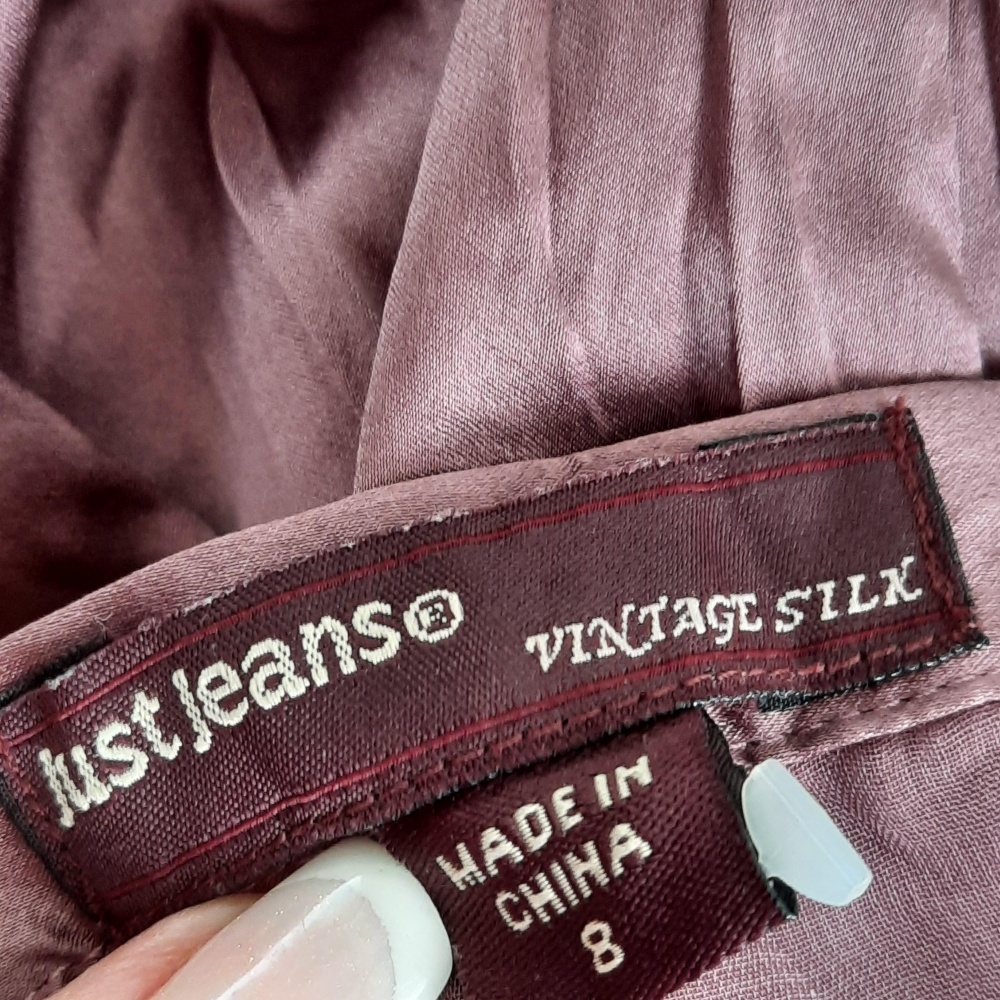 Just Jeans®
VINTAGE SILK
MADE IN
CHINA
8